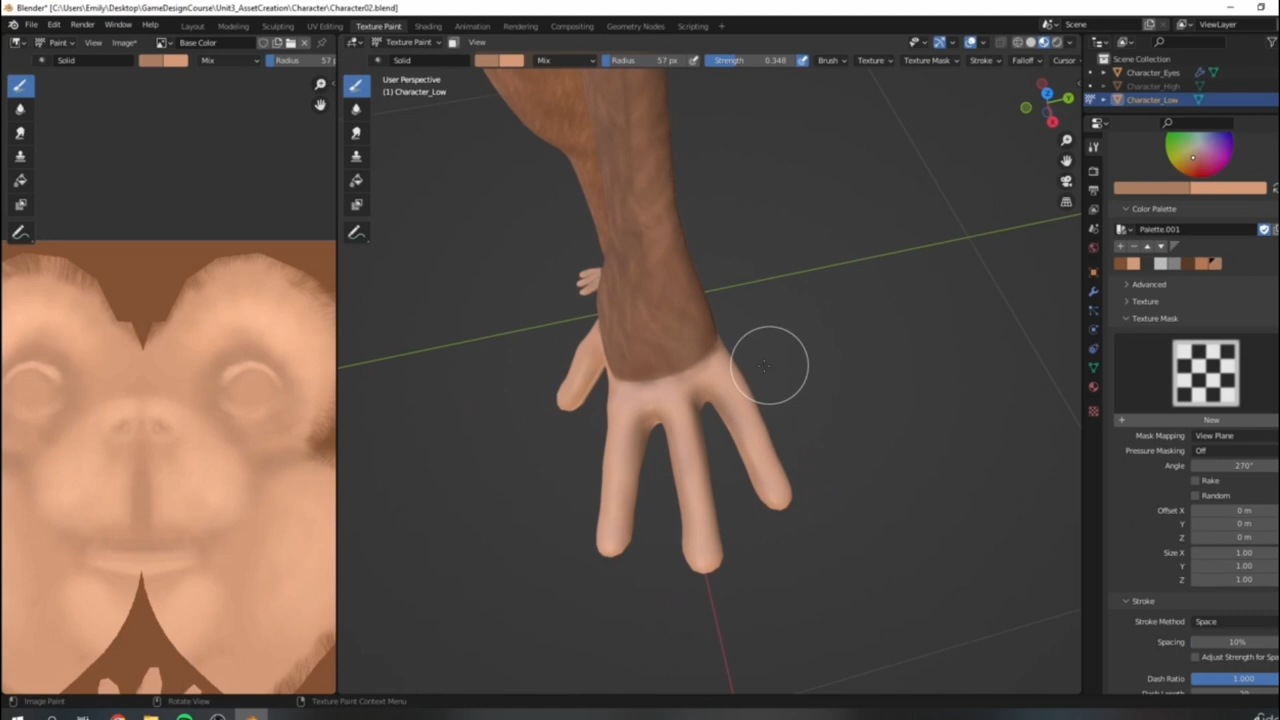 Blender* [C:\Users\Emily\Desktop\GameDesignCourse\Unit3_AssetCreation\Character\Character02.blend]
File Edit Render Window Help Layout Modeling Sculpting UV Editing Texture Paint Shading Animation Rendering Compositing Geometry Nodes Scripting + Scene ViewLayer
Paint View Image* Base Color Texture Paint View
Solid Mix Radius 57 p Solid Mix Radius 57 px Strength 0.348 Brush Texture Texture Mask Stroke Falloff Cursor
Scene Collection
Character_Eyes
Character_High
Character_Low
User Perspective
(1) Character_Low
Z
Y
X
Color Palette
Palette.001
Advanced
Texture
Texture Mask
New
Mask Mapping View Plane
Pressure Masking Off
Angle 270°
Rake
Random
Offset X 0 m
Y 0 m
Z 0 m
Size X 1.00
Y 1.00
Z 1.00
Stroke
Stroke Method Space
Spacing 10%
Adjust Strength for Spa
Dash Ratio 1.000
Dash Length 20
Image Paint Rotate View Texture Paint Context Menu